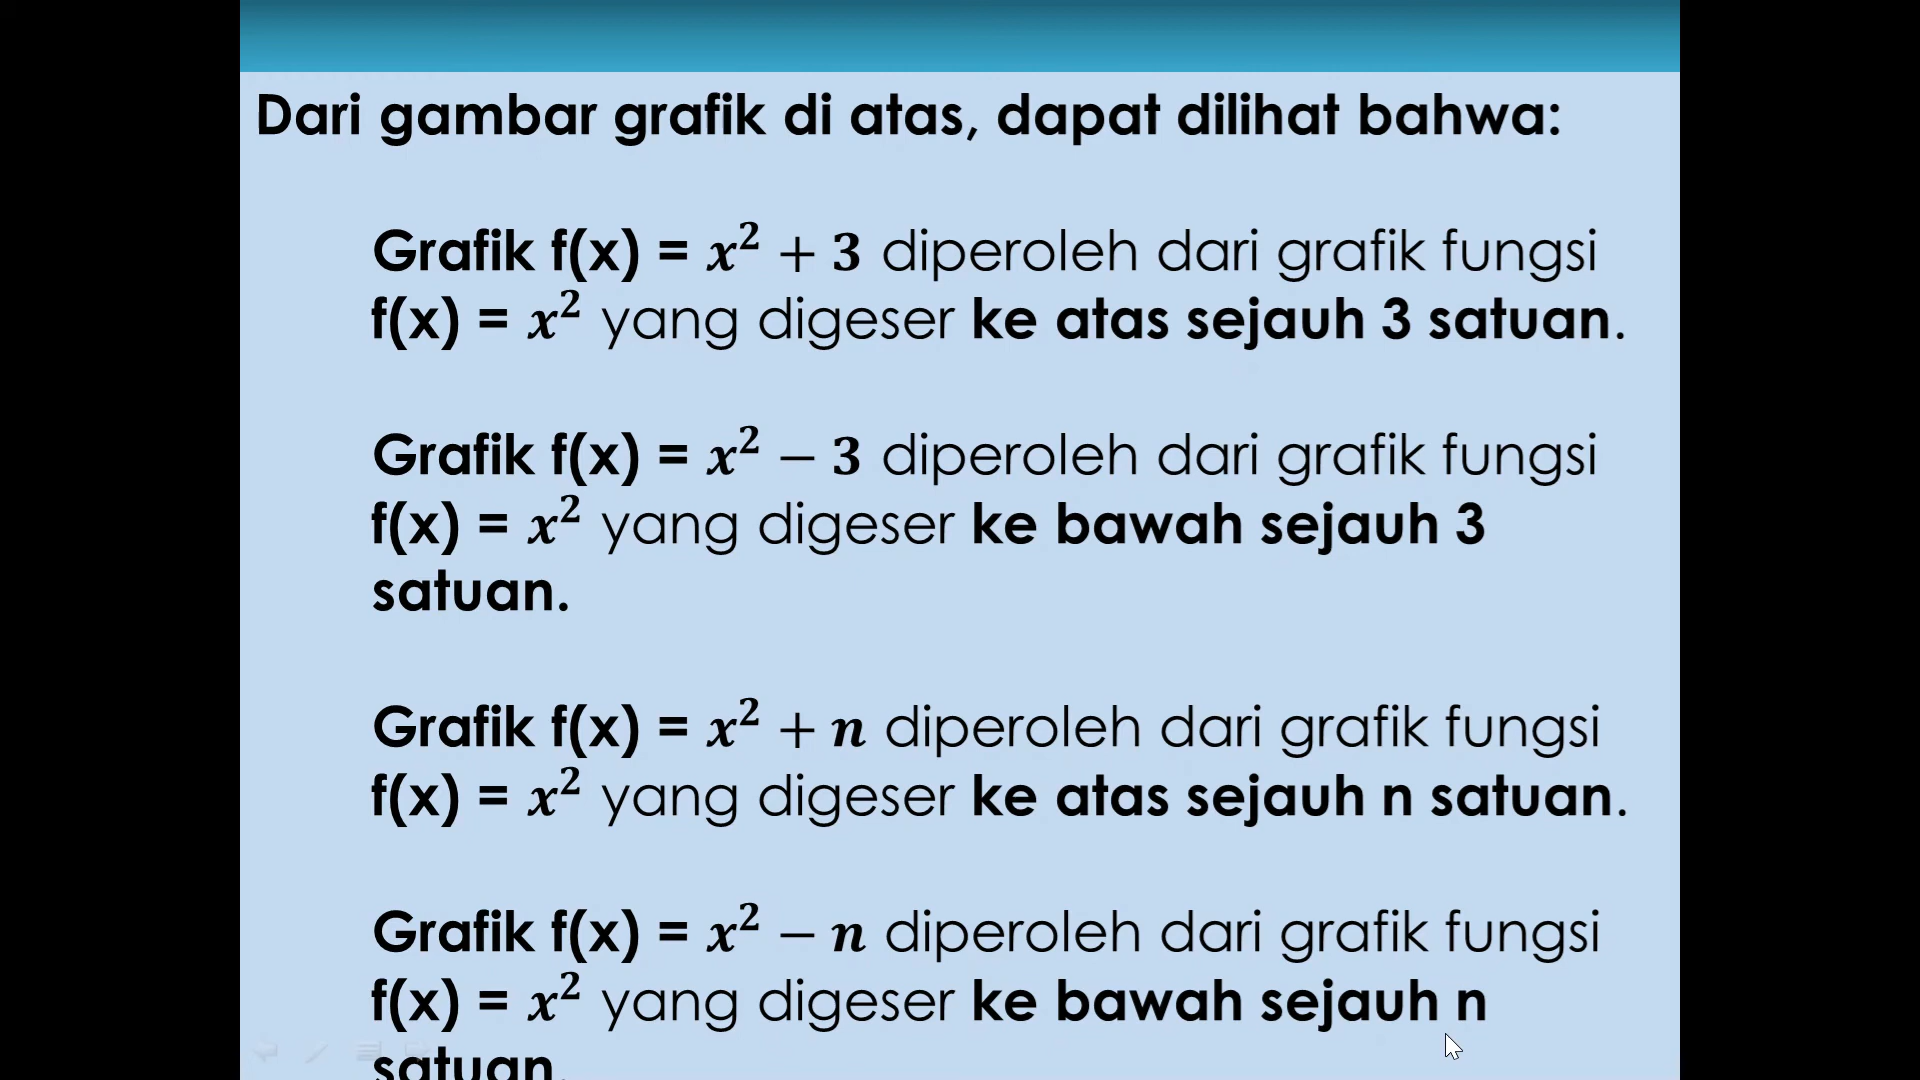 Dari gambar grafik di atas, dapat dilihat bahwa:
Grafik f(x) = x² + 3 diperoleh dari grafik fungsi
f(x) = x² yang digeser ke atas sejauh 3 satuan.
Grafik f(x) = x² − 3 diperoleh dari grafik fungsi
f(x) = x² yang digeser ke bawah sejauh 3
satuan.
Grafik f(x) = x² + n diperoleh dari grafik fungsi
f(x) = x² yang digeser ke atas sejauh n satuan.
Grafik f(x) = x² − n diperoleh dari grafik fungsi
f(x) = x² yang digeser ke bawah sejauh n
satuan.